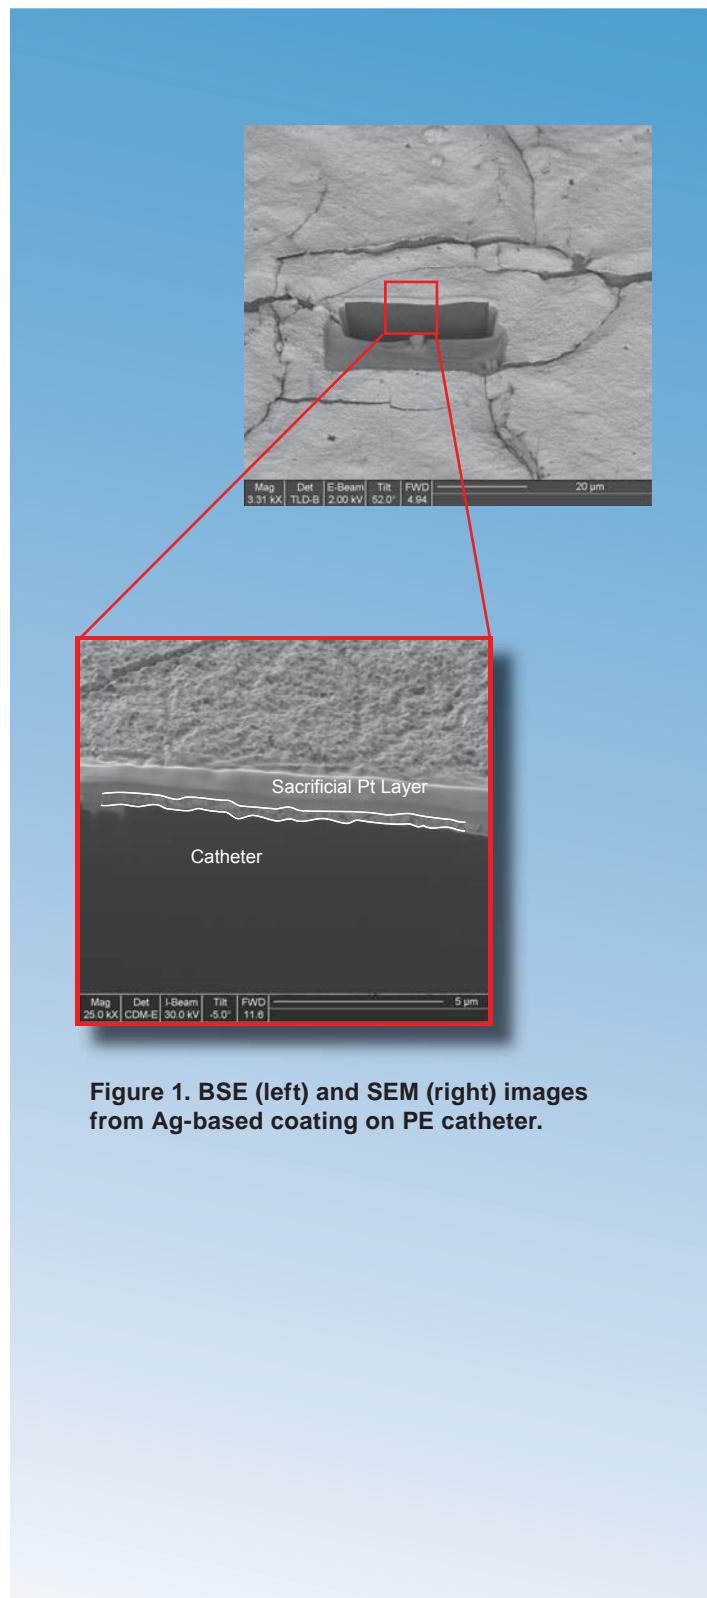 Mag Det E-Beam Tilt FWD 20 µm
3.31 kX TLD-B 2.00 kV 52.0° 4.94
Sacrificial Pt Layer
Catheter
Mag Det I-Beam Tilt FWD 5 µm
25.0 kX CDM-E 30.0 kV -5.0° 11.6
Figure 1. BSE (left) and SEM (right) images
from Ag-based coating on PE catheter.